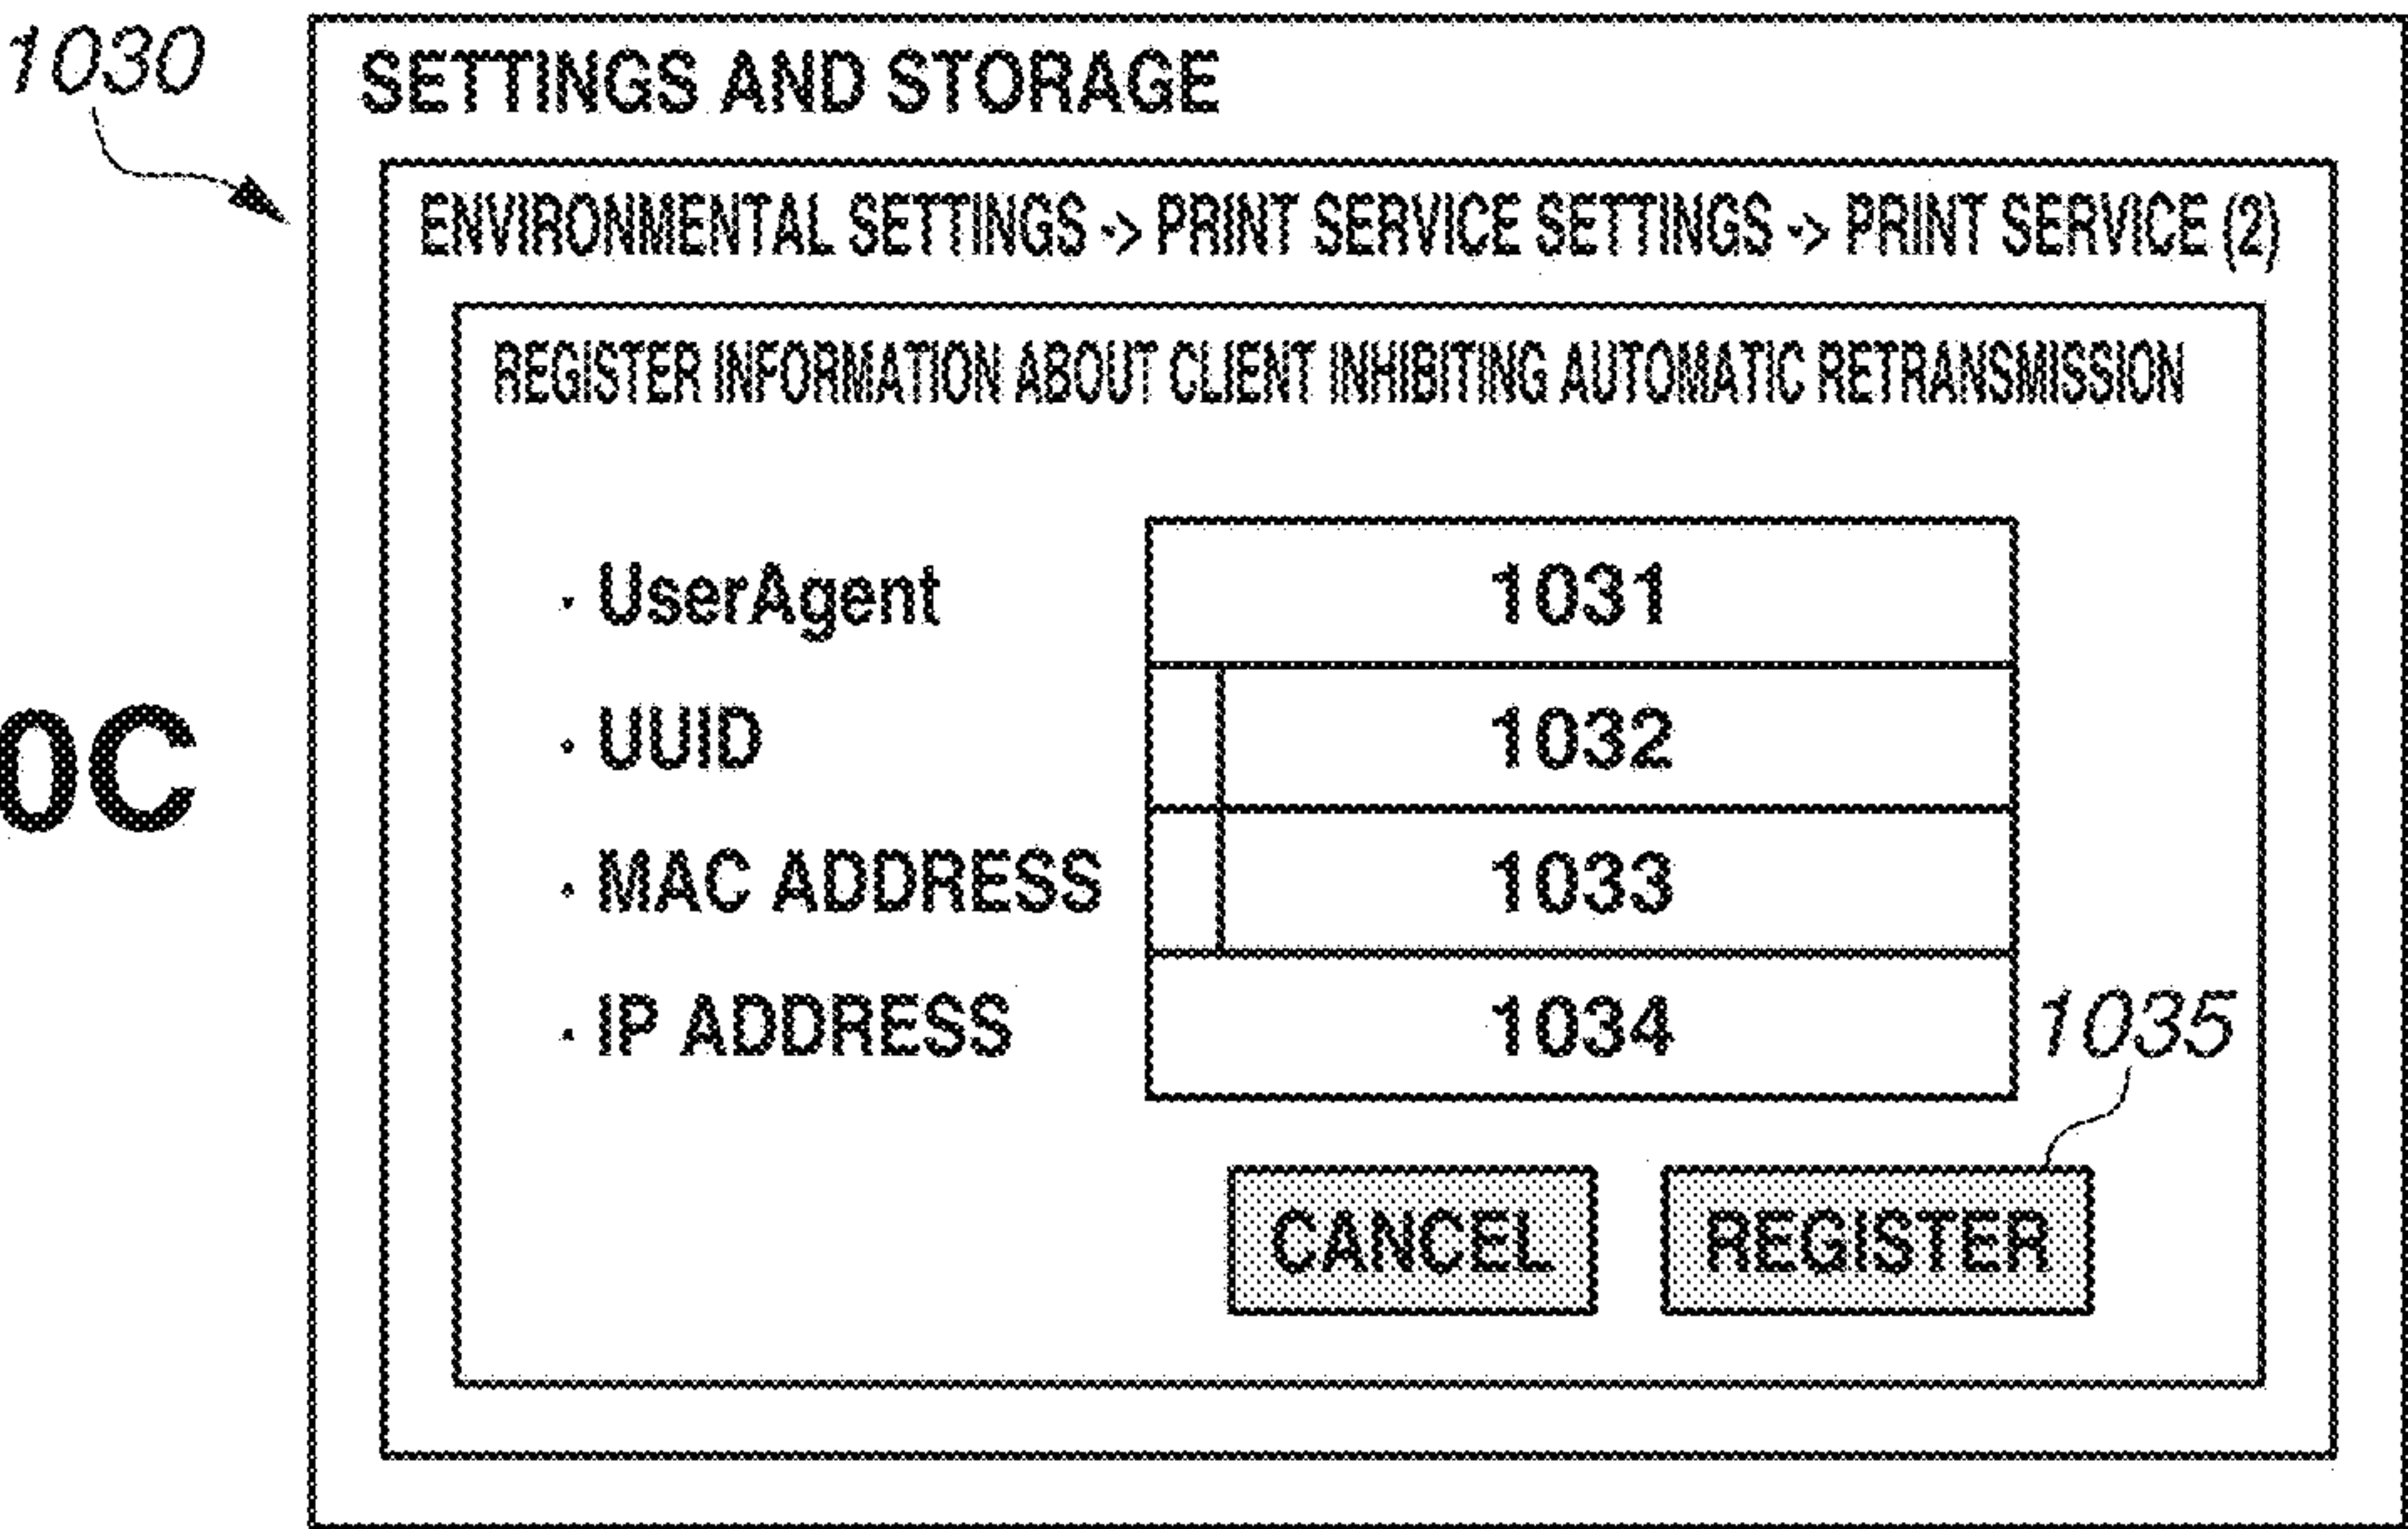 1030
SETTINGS AND STORAGE
ENVIRONMENTAL SETTINGS -> PRINT SERVICE SETTINGS -> PRINT SERVICE (2)
REGISTER INFORMATION ABOUT CLIENT INHIBITING AUTOMATIC RETRANSMISSION
· UserAgent 1031
0C
· UUID 1032
· MAC ADDRESS 1033
· IP ADDRESS 1034
1035
CANCEL REGISTER